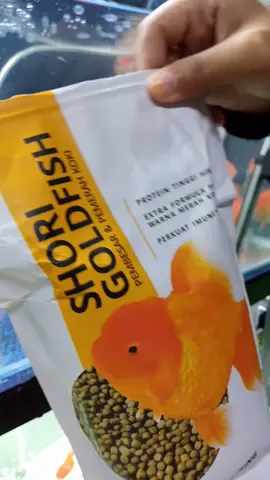 SHORI
GOLDFISH
PEMBESAR & PEMERAH KOKI
PROTEIN TINGGI
EXTRA FORMULA
WARNA MERAH
PERKUAT